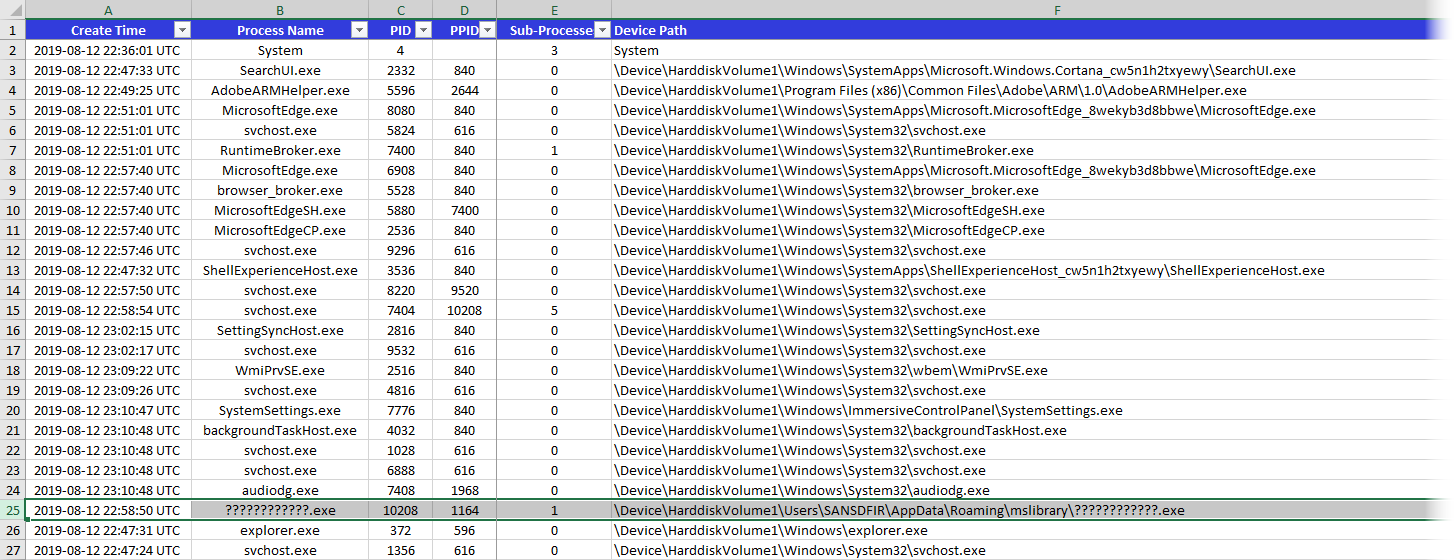 A B C D E F
1 Create Time Process Name PID PPID Sub-Processe Device Path
2 2019-08-12 22:36:01 UTC System 4 3 System
3 2019-08-12 22:47:33 UTC SearchUI.exe 2332 840 0 \Device\HarddiskVolume1\Windows\SystemApps\Microsoft.Windows.Cortana_cw5n1h2txyewy\SearchUI.exe
4 2019-08-12 22:49:25 UTC AdobeARMHelper.exe 5596 2644 0 \Device\HarddiskVolume1\Program Files (x86)\Common Files\Adobe\ARM\1.0\AdobeARMHelper.exe
5 2019-08-12 22:51:01 UTC MicrosoftEdge.exe 8080 840 0 \Device\HarddiskVolume1\Windows\SystemApps\Microsoft.MicrosoftEdge_8wekyb3d8bbwe\MicrosoftEdge.exe
6 2019-08-12 22:51:01 UTC svchost.exe 5824 616 0 \Device\HarddiskVolume1\Windows\System32\svchost.exe
7 2019-08-12 22:51:01 UTC RuntimeBroker.exe 7400 840 1 \Device\HarddiskVolume1\Windows\System32\RuntimeBroker.exe
8 2019-08-12 22:57:40 UTC MicrosoftEdge.exe 6908 840 0 \Device\HarddiskVolume1\Windows\SystemApps\Microsoft.MicrosoftEdge_8wekyb3d8bbwe\MicrosoftEdge.exe
9 2019-08-12 22:57:40 UTC browser_broker.exe 5528 840 0 \Device\HarddiskVolume1\Windows\System32\browser_broker.exe
10 2019-08-12 22:57:40 UTC MicrosoftEdgeSH.exe 5880 7400 0 \Device\HarddiskVolume1\Windows\System32\MicrosoftEdgeSH.exe
11 2019-08-12 22:57:40 UTC MicrosoftEdgeCP.exe 2536 840 0 \Device\HarddiskVolume1\Windows\System32\MicrosoftEdgeCP.exe
12 2019-08-12 22:57:46 UTC svchost.exe 9296 616 0 \Device\HarddiskVolume1\Windows\System32\svchost.exe
13 2019-08-12 22:47:32 UTC ShellExperienceHost.exe 3536 840 0 \Device\HarddiskVolume1\Windows\SystemApps\ShellExperienceHost_cw5n1h2txyewy\ShellExperienceHost.exe
14 2019-08-12 22:57:50 UTC svchost.exe 8220 9520 0 \Device\HarddiskVolume1\Windows\System32\svchost.exe
15 2019-08-12 22:58:54 UTC svchost.exe 7404 10208 5 \Device\HarddiskVolume1\Windows\System32\svchost.exe
16 2019-08-12 23:02:15 UTC SettingSyncHost.exe 2816 840 0 \Device\HarddiskVolume1\Windows\System32\SettingSyncHost.exe
17 2019-08-12 23:02:17 UTC svchost.exe 9532 616 0 \Device\HarddiskVolume1\Windows\System32\svchost.exe
18 2019-08-12 23:09:22 UTC WmiPrvSE.exe 2516 840 0 \Device\HarddiskVolume1\Windows\System32\wbem\WmiPrvSE.exe
19 2019-08-12 23:09:26 UTC svchost.exe 4816 616 0 \Device\HarddiskVolume1\Windows\System32\svchost.exe
20 2019-08-12 23:10:47 UTC SystemSettings.exe 7776 840 0 \Device\HarddiskVolume1\Windows\ImmersiveControlPanel\SystemSettings.exe
21 2019-08-12 23:10:48 UTC backgroundTaskHost.exe 4032 840 0 \Device\HarddiskVolume1\Windows\System32\backgroundTaskHost.exe
22 2019-08-12 23:10:48 UTC svchost.exe 1028 616 0 \Device\HarddiskVolume1\Windows\System32\svchost.exe
23 2019-08-12 23:10:48 UTC svchost.exe 6888 616 0 \Device\HarddiskVolume1\Windows\System32\svchost.exe
24 2019-08-12 23:10:48 UTC audiodg.exe 7408 1968 0 \Device\HarddiskVolume1\Windows\System32\audiodg.exe
25 2019-08-12 22:58:50 UTC ????????????.exe 10208 1164 1 \Device\HarddiskVolume1\Users\SANSDFIR\AppData\Roaming\mslibrary\????????????.exe
26 2019-08-12 22:47:31 UTC explorer.exe 372 596 0 \Device\HarddiskVolume1\Windows\explorer.exe
27 2019-08-12 22:47:24 UTC svchost.exe 1356 616 0 \Device\HarddiskVolume1\Windows\System32\svchost.exe